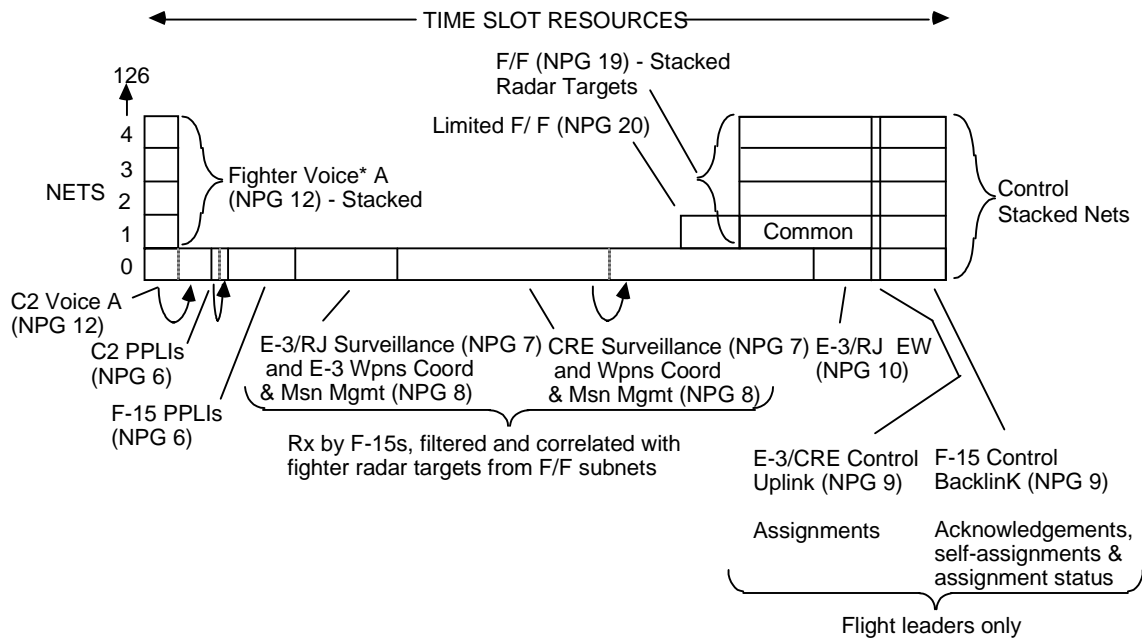 TIME SLOT RESOURCES
F/F (NPG 19) - Stacked
Radar Targets
126
Limited F/ F (NPG 20)
4
3
2
1
0
NETS
Fighter Voice* A
(NPG 12) - Stacked
Control
Stacked Nets
Common
C2 Voice A
(NPG 12)
C2 PPLIs
(NPG 6)
F-15 PPLIs
(NPG 6)
E-3/RJ Surveillance (NPG 7)
and E-3 Wpns Coord
& Msn Mgmt (NPG 8)
CRE Surveillance (NPG 7)
and Wpns Coord
& Msn Mgmt (NPG 8)
E-3/RJ EW
(NPG 10)
Rx by F-15s, filtered and correlated with
fighter radar targets from F/F subnets
E-3/CRE Control
Uplink (NPG 9)
Assignments
F-15 Control
BacklinK (NPG 9)
Acknowledgements,
self-assignments &
assignment status
Flight leaders only